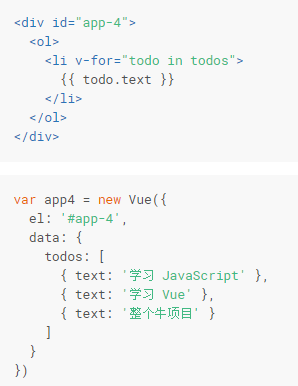 <div id="app-4">
  <ol>
    <li v-for="todo in todos">
      {{ todo.text }}
    </li>
  </ol>
</div>
var app4 = new Vue({
  el: '#app-4',
  data: {
    todos: [
      { text: '学习 JavaScript' },
      { text: '学习 Vue' },
      { text: '整个牛项目' }
    ]
  }
})